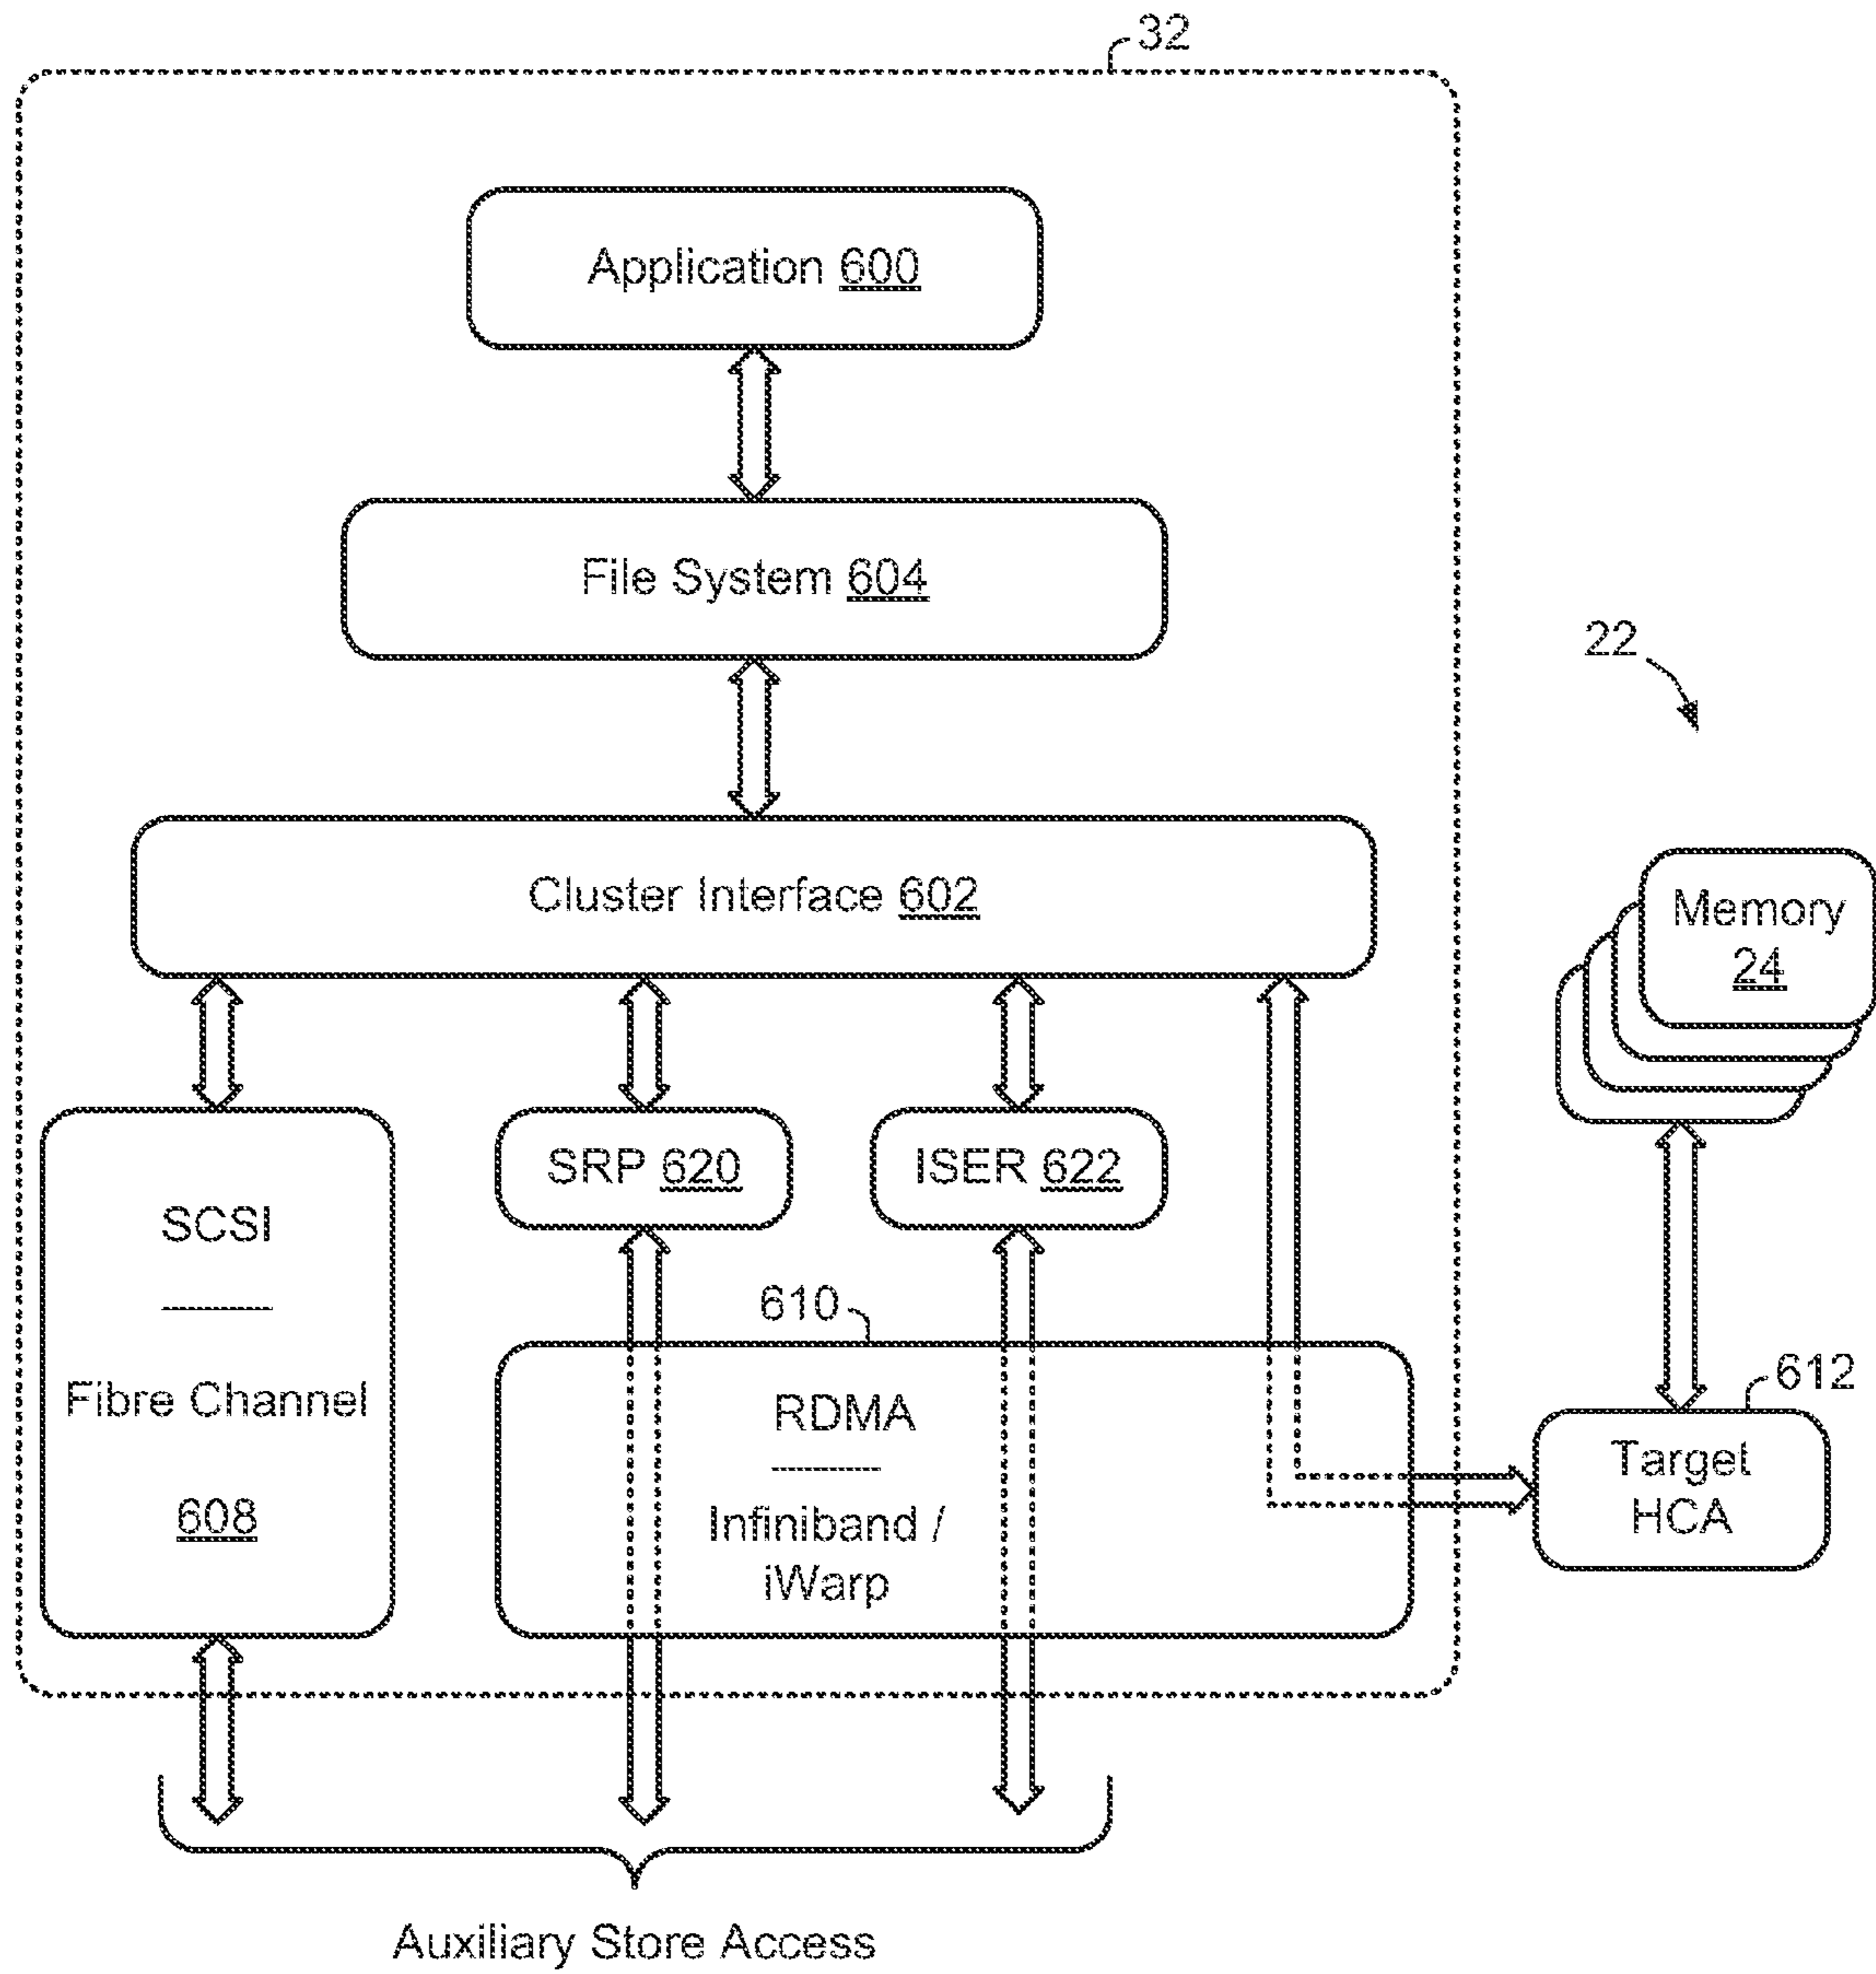 32
Application 600
File System 604
22
Cluster Interface 602
Memory
24
SRP 620
ISER 622
SCSI
Fibre Channel
608
610
RDMA
Infiniband /
iWarp
612
Target
HCA
Auxiliary Store Access